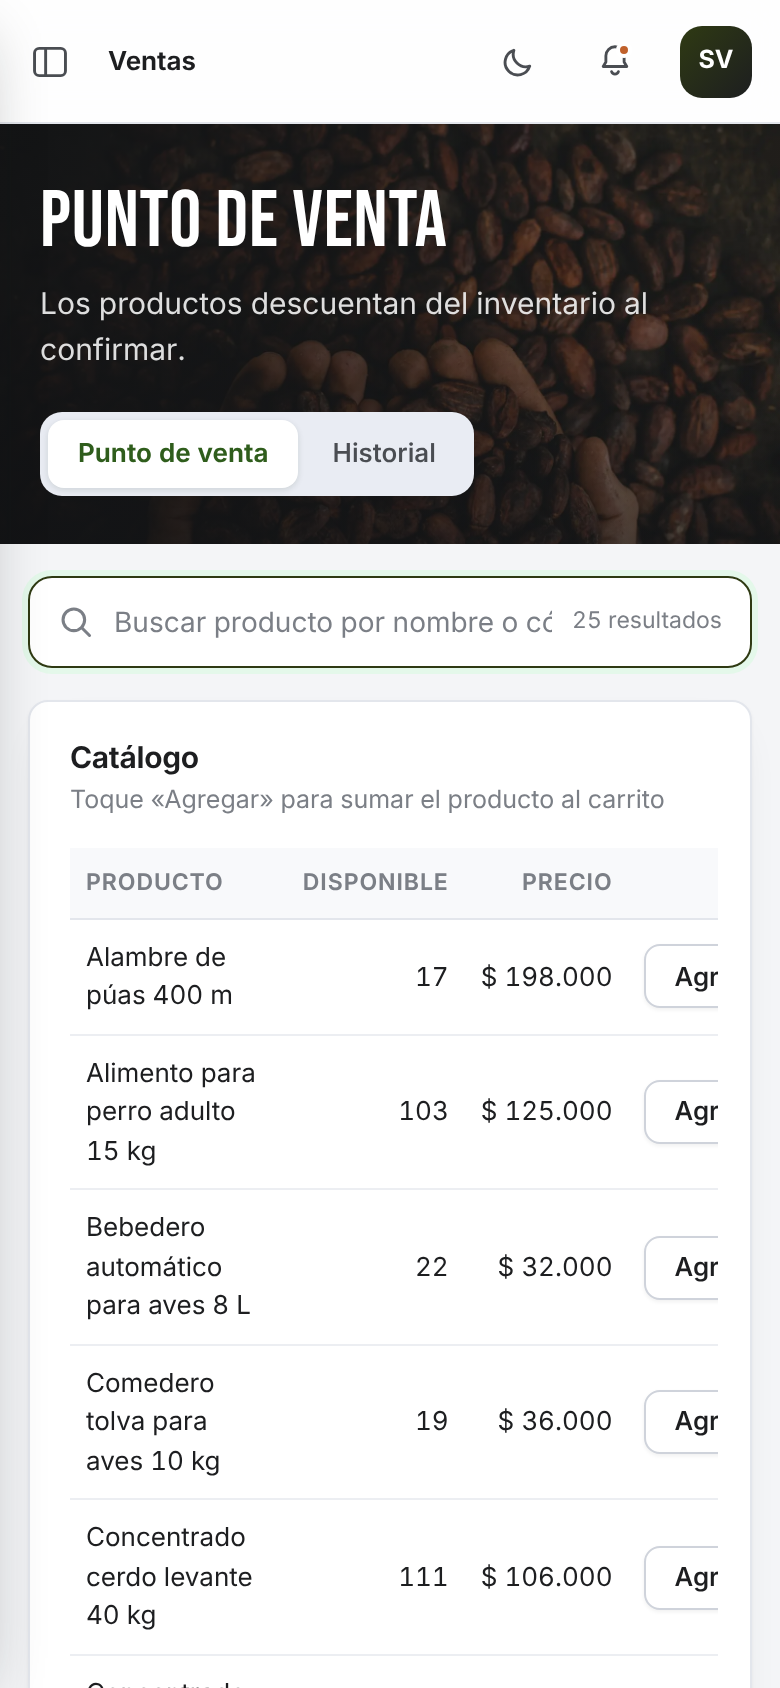 Ventas
SV
PUNTO DE VENTA
Los productos descuentan del inventario al
confirmar.
Punto de venta
Historial
Buscar producto por nombre o có
25 resultados
Catálogo
Toque «Agregar» para sumar el producto al carrito
PRODUCTO DISPONIBLE PRECIO
Alambre de
púas 400 m
17 $ 198.000 Agr
Alimento para
perro adulto
15 kg
103 $ 125.000 Agr
Bebedero
automático
para aves 8 L
22 $ 32.000 Agr
Comedero
tolva para
aves 10 kg
19 $ 36.000 Agr
Concentrado
cerdo levante
40 kg
111 $ 106.000 Agr